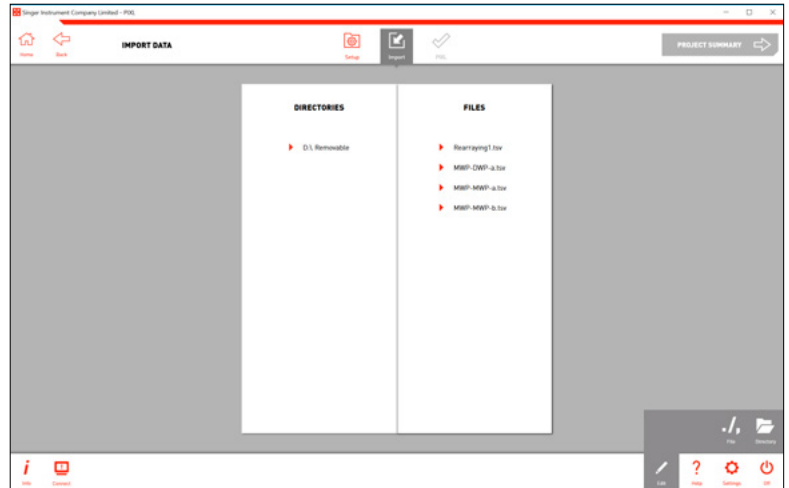 Singer Instrument Company Limited - PIXL
Home
Back
IMPORT DATA
Setup
Import
PIXL
PROJECT SUMMARY
DIRECTORIES
D:\ Removable
FILES
Rearraying1.tsv
MWP-DWP-a.tsv
MWP-MWP-a.tsv
MWP-MWP-b.tsv
File
Directory
Info
Connect
Help
Settings
Off